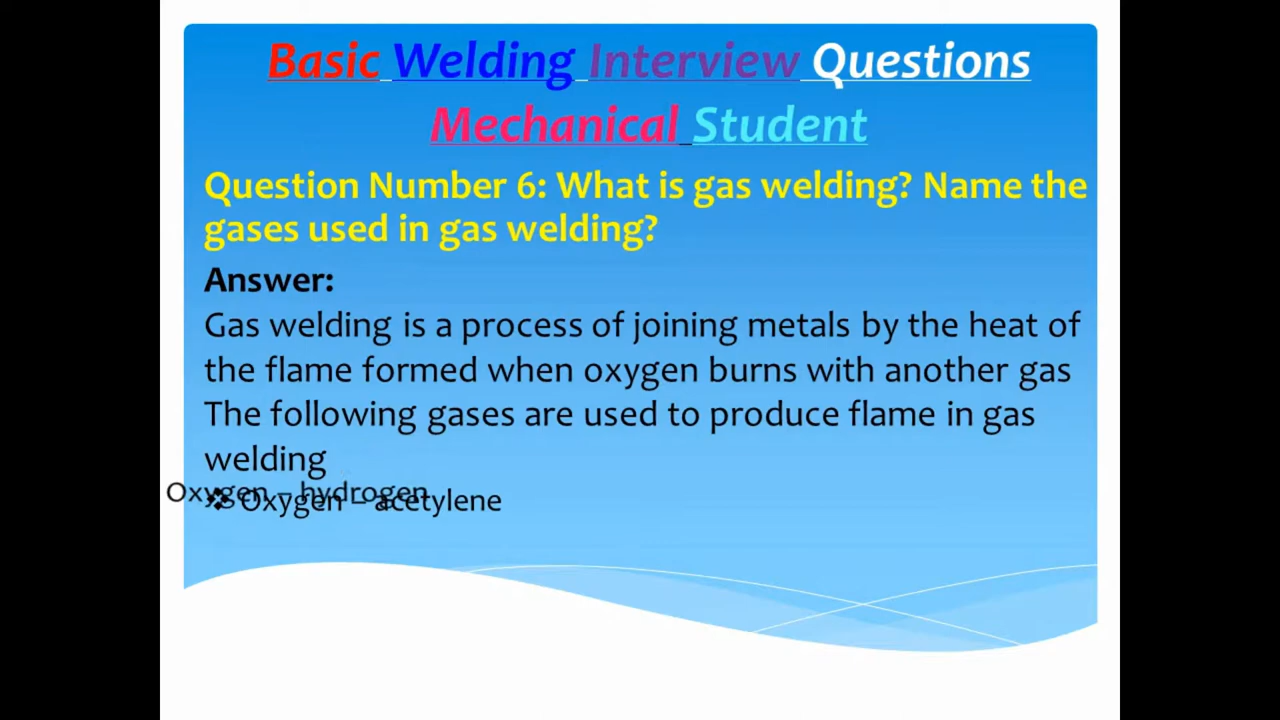 Basic Welding Interview Questions
Mechanical Student
Question Number 6: What is gas welding? Name the
gases used in gas welding?
Answer:
Gas welding is a process of joining metals by the heat of
the flame formed when oxygen burns with another gas
The following gases are used to produce flame in gas
welding
Oxygen – hydrogen
❖ Oxygen – acetylene